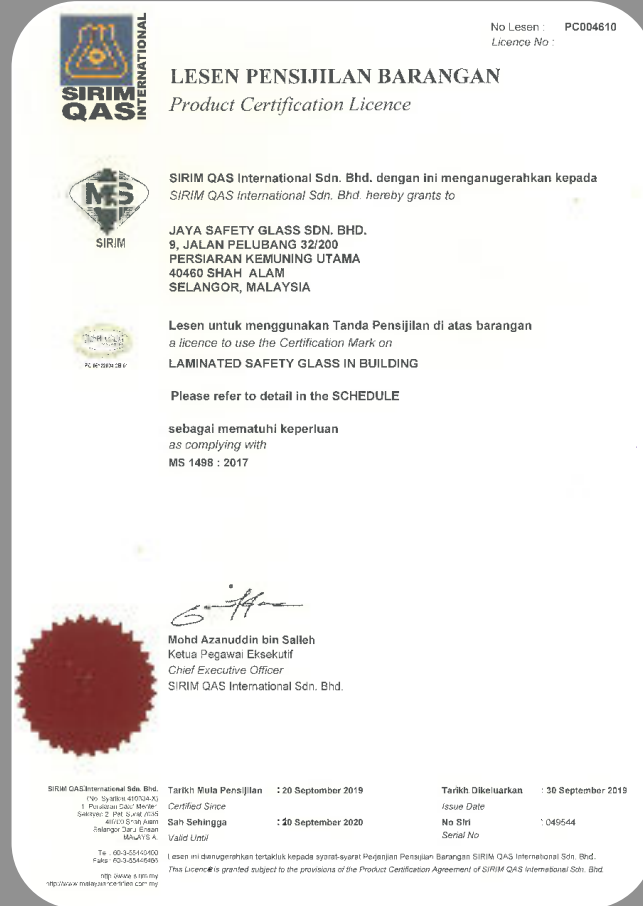 SIRIM
QAS
INTERNATIONAL
No Lesen : PC004610
Licence No :
LESEN PENSIJILAN BARANGAN
Product Certification Licence
MS
SIRIM
SIRIM QAS International Sdn. Bhd. dengan ini menganugerahkan kepada
SIRIM QAS International Sdn. Bhd. hereby grants to
JAYA SAFETY GLASS SDN. BHD.
9, JALAN PELUBANG 32/200
PERSIARAN KEMUNING UTAMA
40460 SHAH ALAM
SELANGOR, MALAYSIA
Lesen untuk menggunakan Tanda Pensijilan di atas barangan
a licence to use the Certification Mark on
LAMINATED SAFETY GLASS IN BUILDING
Please refer to detail in the SCHEDULE
sebagai mematuhi keperluan
as complying with
MS 1498 : 2017
Mohd Azanuddin bin Salleh
Ketua Pegawai Eksekutif
Chief Executive Officer
SIRIM QAS International Sdn. Bhd.
SIRIM QAS International Sdn. Bhd.
Tarikh Mula Pensijilan : 20 September 2019
Certified Since
Sah Sehingga : 20 September 2020
Valid Until
Tarikh Dikeluarkan : 30 September 2019
Issue Date
No Siri : 049544
Serial No
Lesen ini dianugerahkan tertakluk kepada syarat-syarat Perjanjian Pensijilan Barangan SIRIM QAS International Sdn. Bhd.
This Licence is granted subject to the provisions of the Product Certification Agreement of SIRIM QAS International Sdn. Bhd.